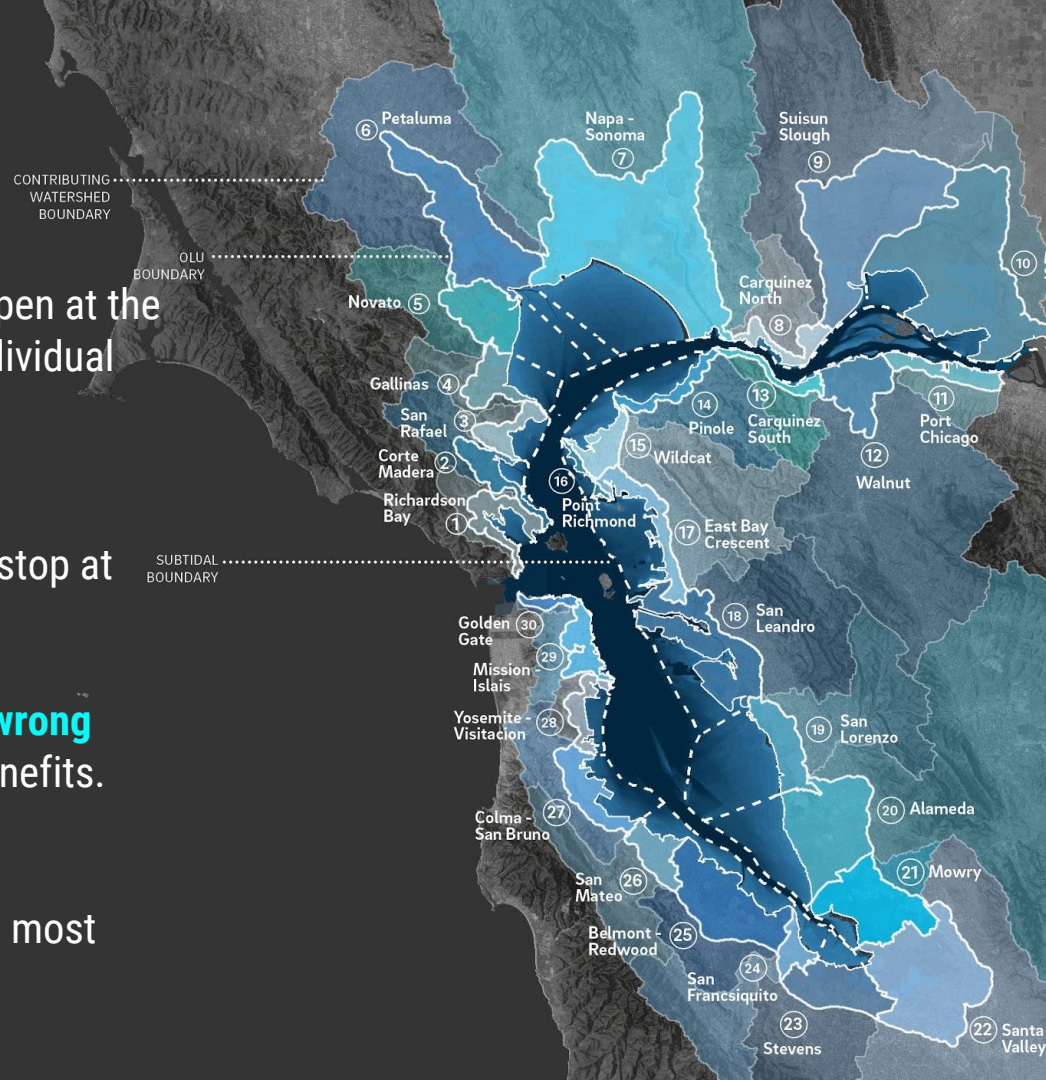 CONTRIBUTING
WATERSHED
BOUNDARY
OLU
BOUNDARY
pen at the
dividual
stop at
SUBTIDAL
BOUNDARY
wrong
nefits.
most
6 Petaluma
Napa -
Sonoma
7
Suisun
Slough
9
10
Novato 5
Carquinez
North
8
Gallinas 4
San
Rafael 3
Corte
Madera 2
Richardson
Bay
1
14
Pinole
13
Carquinez
South
11
Port
Chicago
12
Walnut
15 Wildcat
16
Point
Richmond
17 East Bay
Crescent
18 San
Leandro
Golden
Gate 30
29
Mission -
Islais
Yosemite -
Visitacion 28
19 San
Lorenzo
27
Colma -
San Bruno
20 Alameda
21 Mowry
San
Mateo 26
Belmont -
Redwood 25
24
San
Francsiquito
23
Stevens
22 Santa
Valley